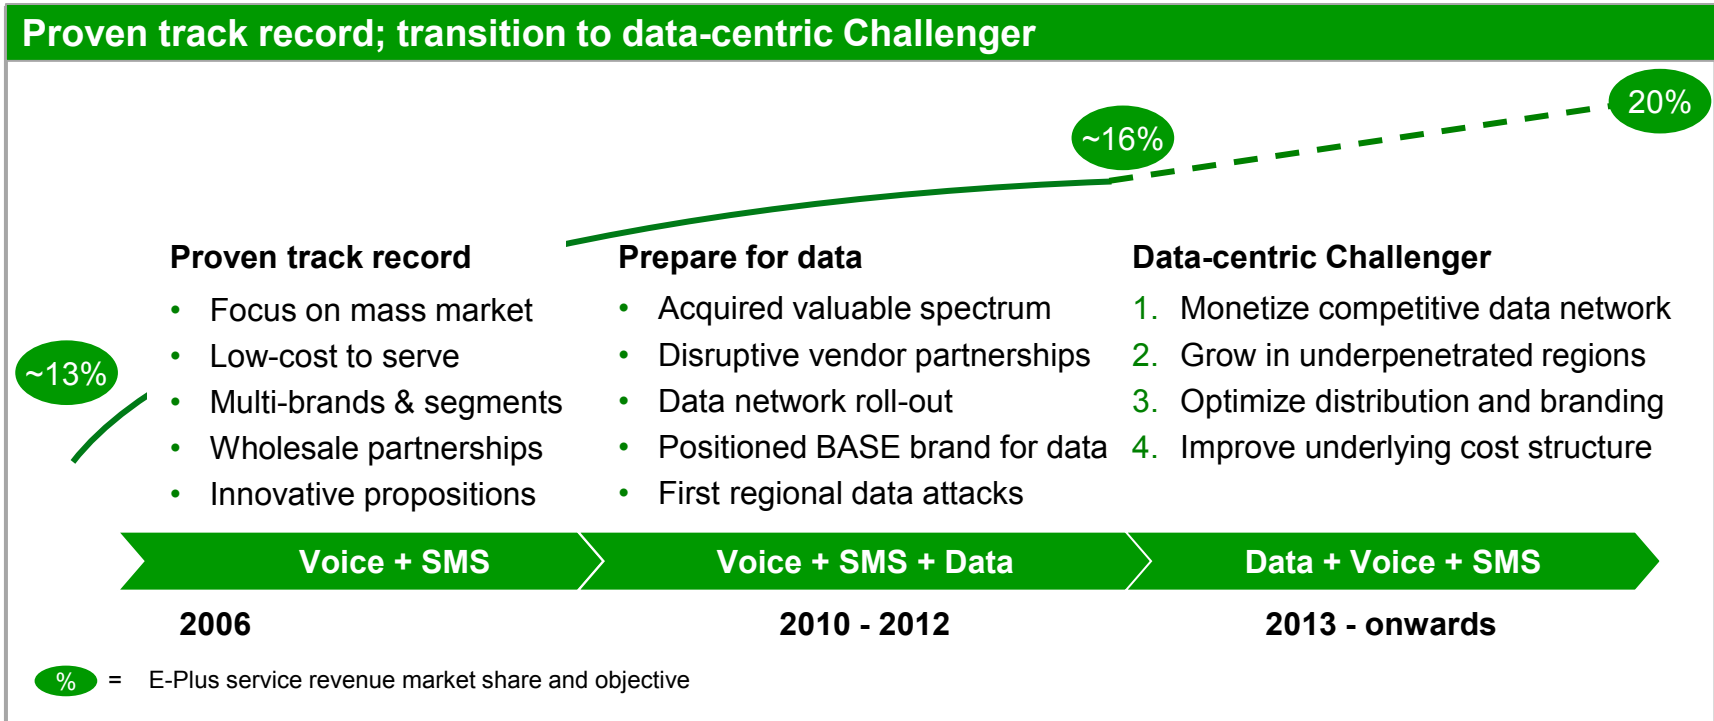 Proven track record; transition to data-centric Challenger
20%
~16%
~13%
Proven track record
• Focus on mass market
• Low-cost to serve
• Multi-brands & segments
• Wholesale partnerships
• Innovative propositions
Prepare for data
• Acquired valuable spectrum
• Disruptive vendor partnerships
• Data network roll-out
• Positioned BASE brand for data
• First regional data attacks
Data-centric Challenger
1. Monetize competitive data network
2. Grow in underpenetrated regions
3. Optimize distribution and branding
4. Improve underlying cost structure
Voice + SMS
Voice + SMS + Data
Data + Voice + SMS
2006
2010 - 2012
2013 - onwards
% = E-Plus service revenue market share and objective